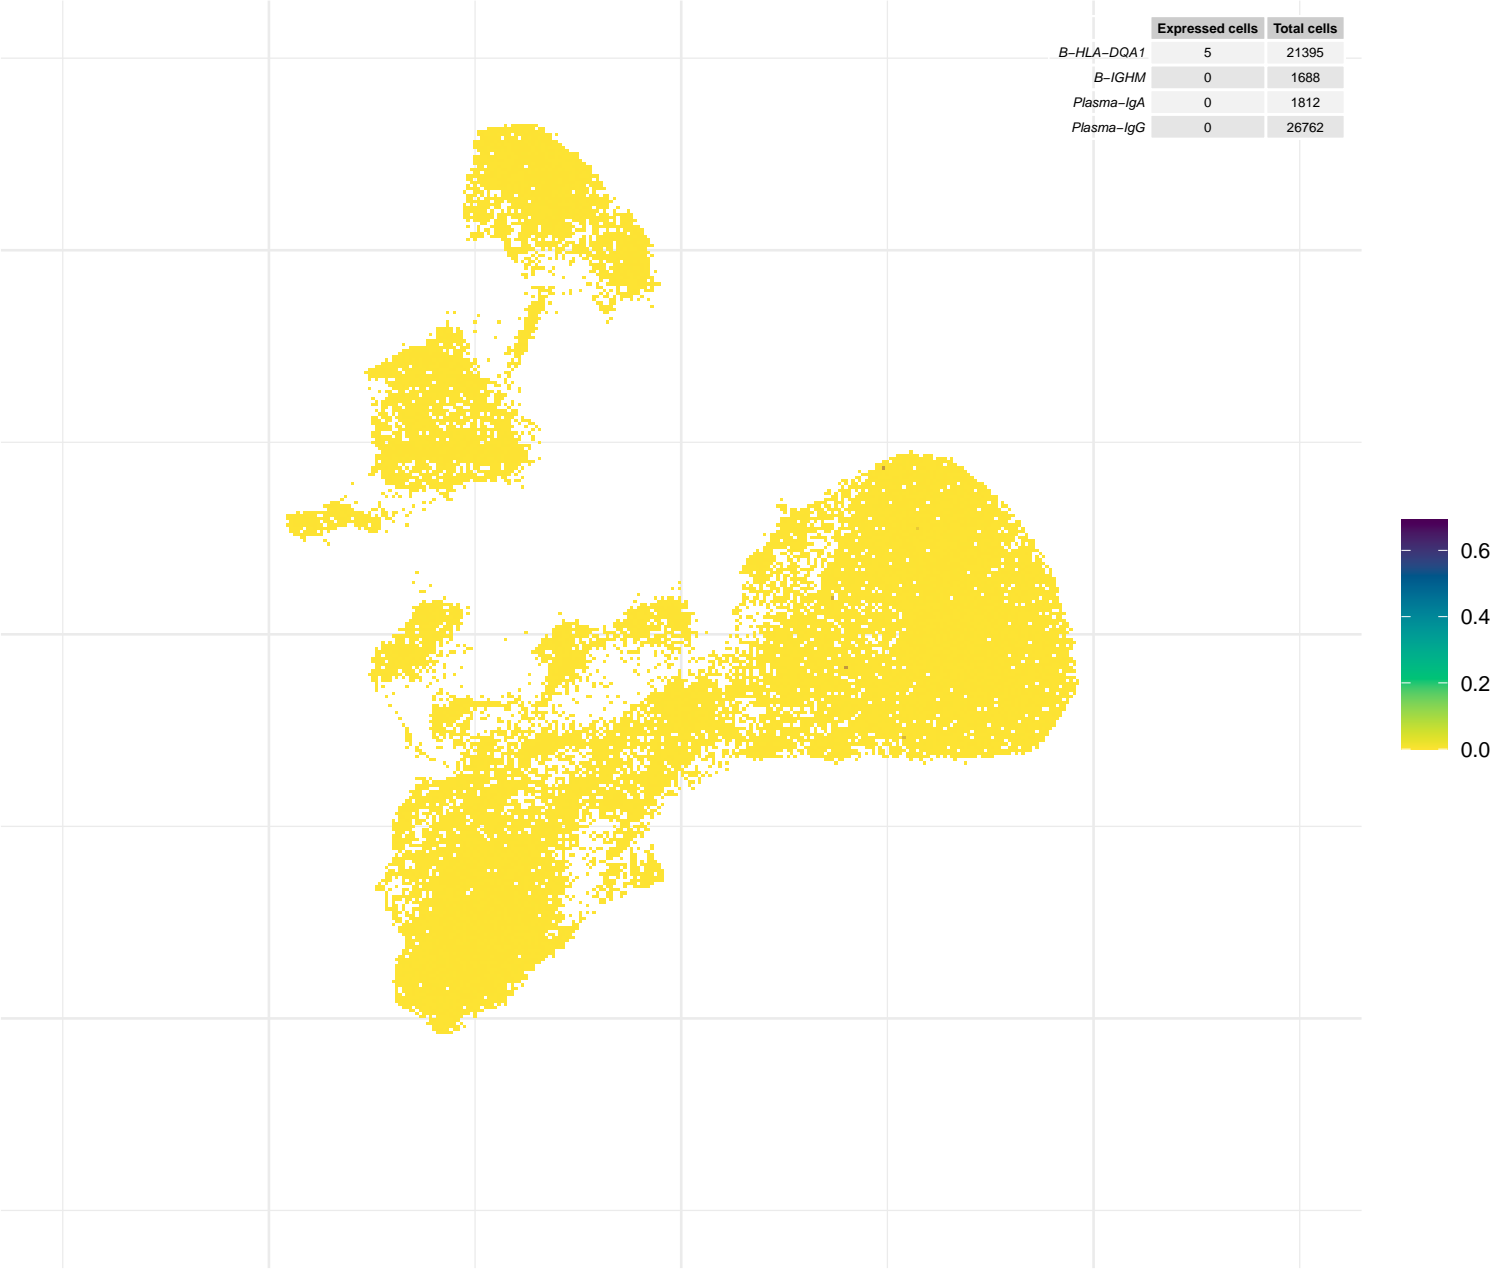 Expressed cells Total cells
B−HLA−DQA1 5 21395
B−IGHM 0 1688
Plasma−IgA 0 1812
Plasma−IgG 0 26762
0.6
0.4
0.2
0.0